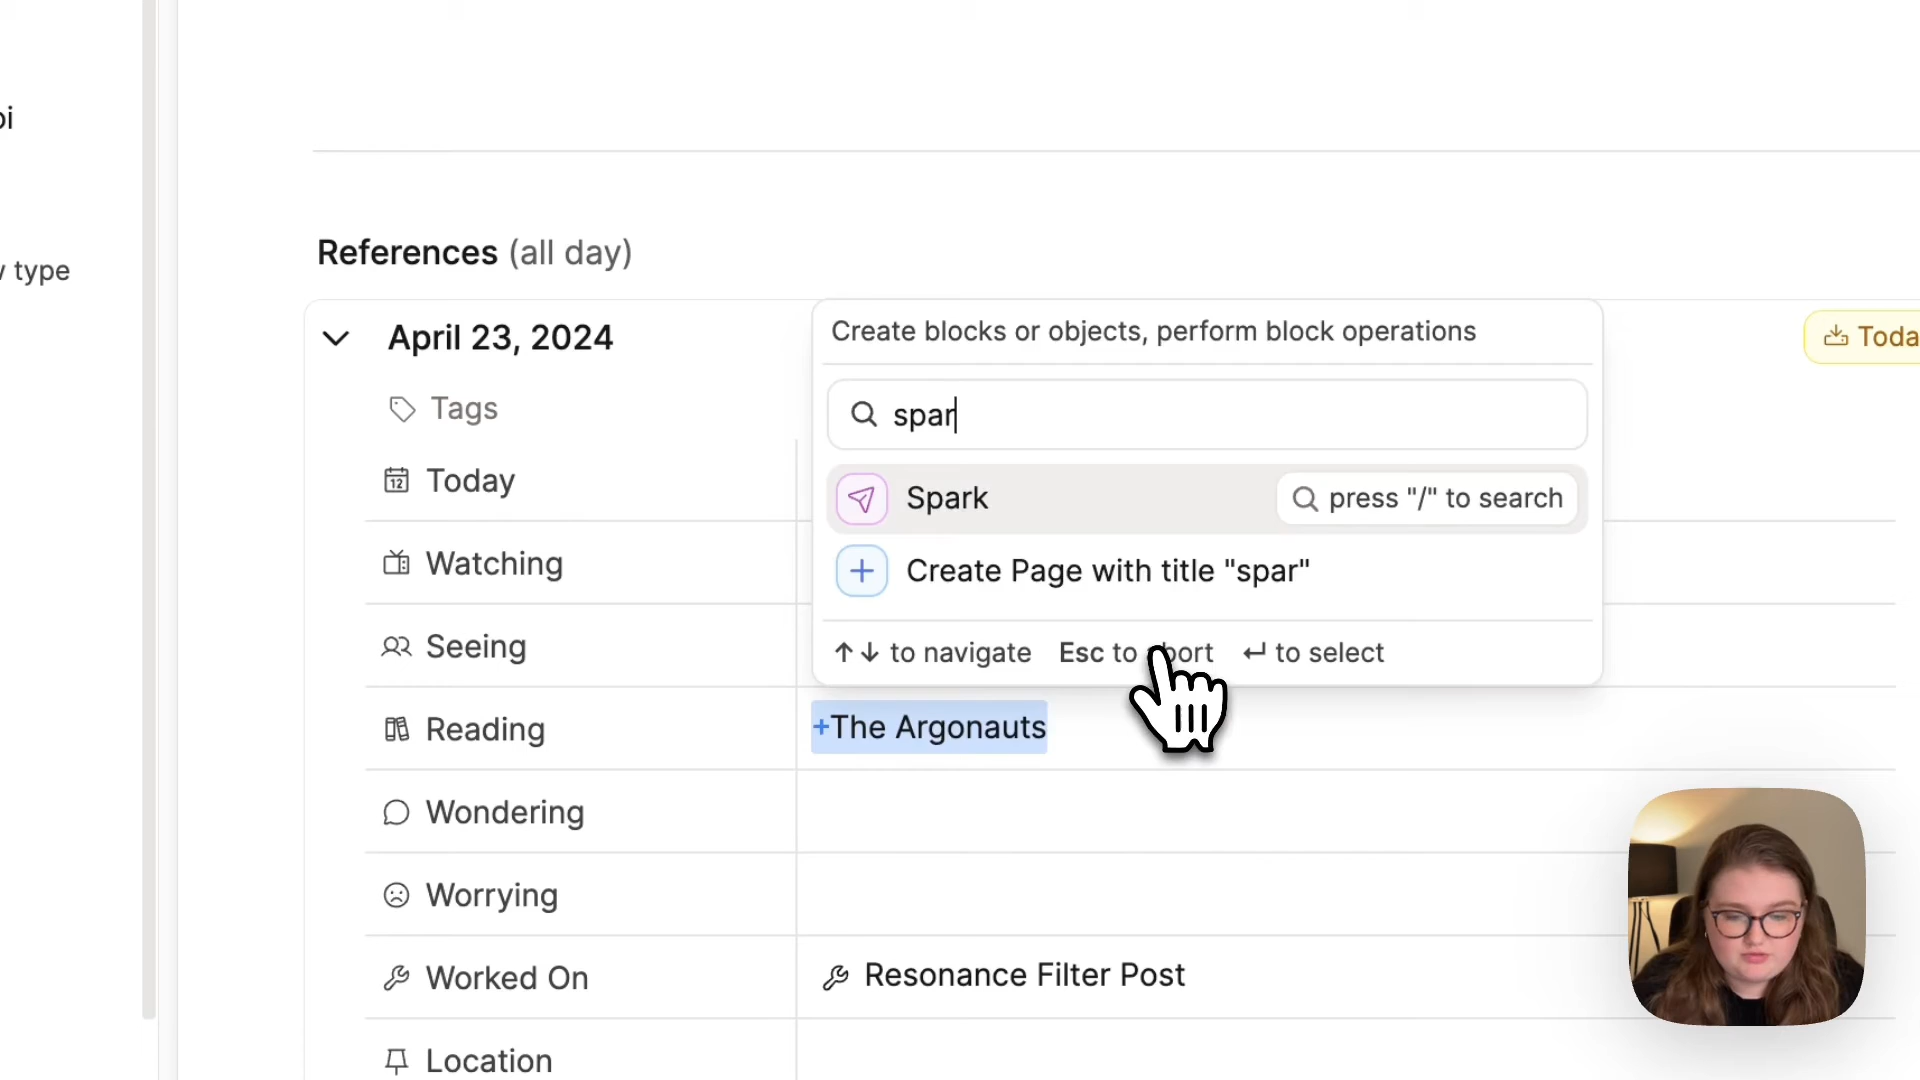 pi
w type
References (all day)
April 23, 2024
Create blocks or objects, perform block operations
Toda
Tags
spar
Today
Spark
press "/" to search
Watching
Create Page with title "spar"
Seeing
↑↓ to navigate Esc to abort ↵ to select
Reading
+The Argonauts
Wondering
Worrying
Worked On
Resonance Filter Post
Location